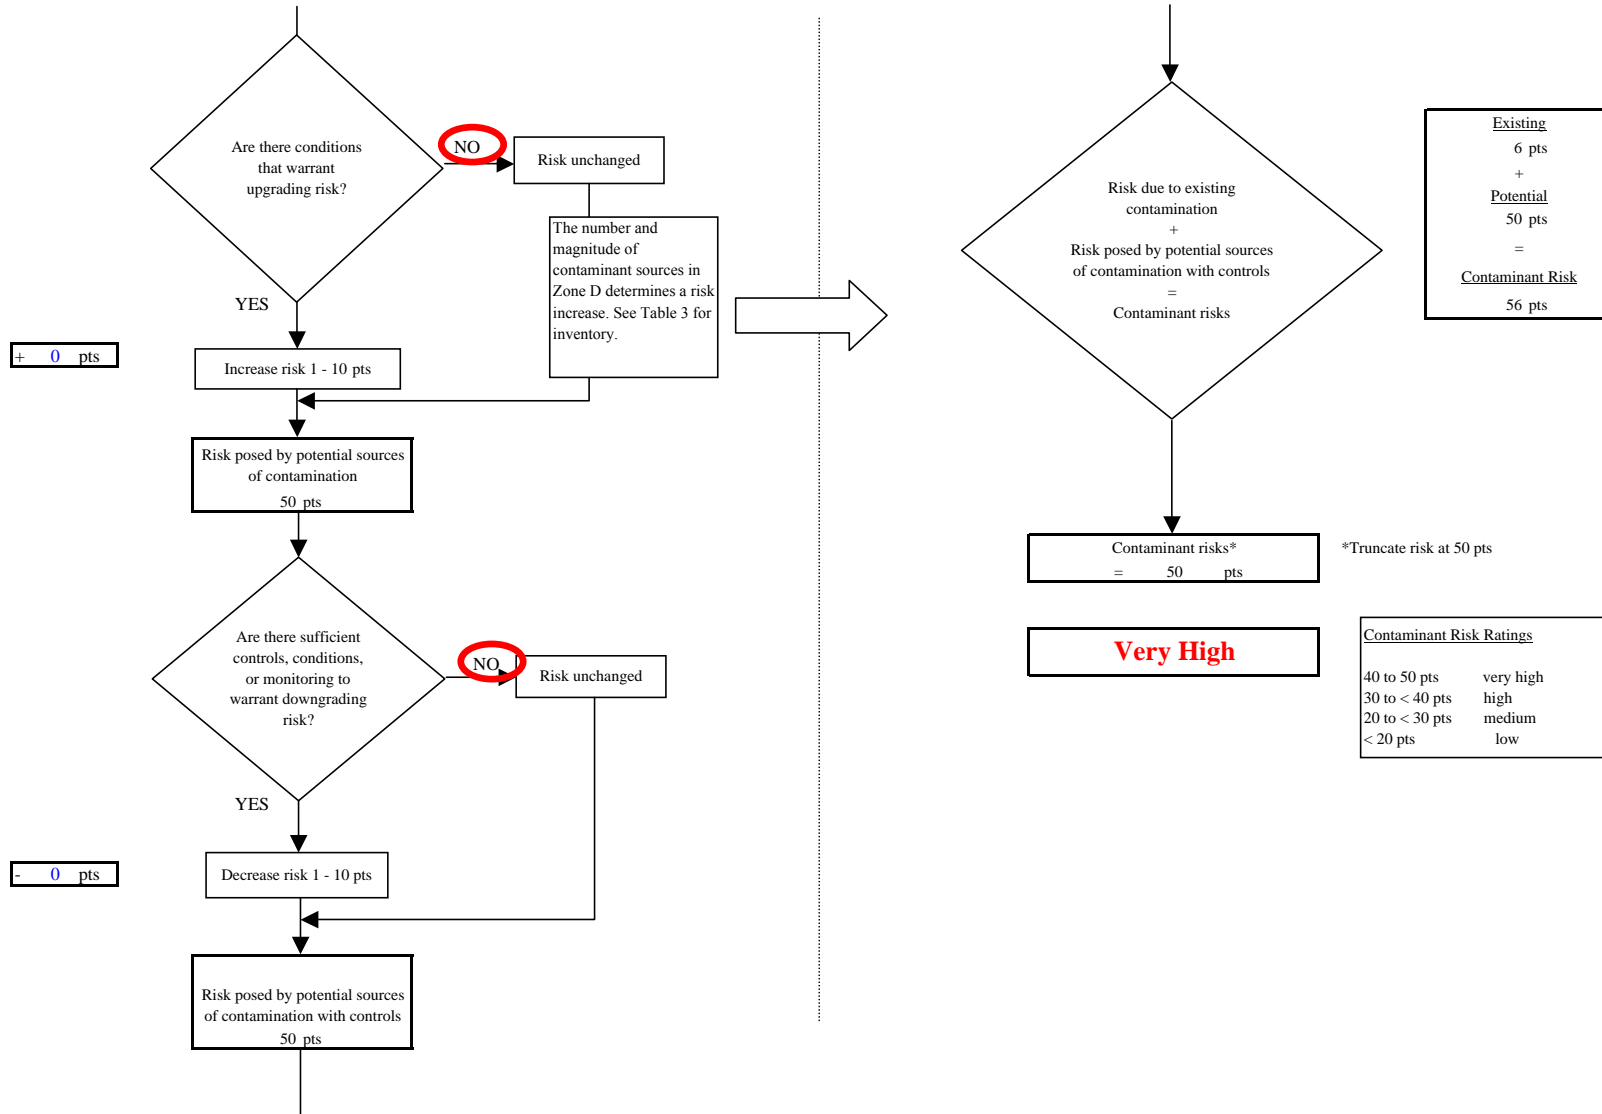 Are there conditions
that warrant
upgrading risk?
NO
Risk unchanged
The number and
magnitude of
contaminant sources in
Zone D determines a risk
increase. See Table 3 for
inventory.
YES
+ 0 pts
Increase risk 1 - 10 pts
Risk posed by potential sources
of contamination
50 pts
Are there sufficient
controls, conditions,
or monitoring to
warrant downgrading
risk?
NO
Risk unchanged
YES
- 0 pts
Decrease risk 1 - 10 pts
Risk posed by potential sources
of contamination with controls
50 pts
Risk due to existing
contamination
+
Risk posed by potential sources
of contamination with controls
=
Contaminant risks
Existing
6 pts
+
Potential
50 pts
=
Contaminant Risk
56 pts
Contaminant risks*
= 50 pts
*Truncate risk at 50 pts
Very High
Contaminant Risk Ratings
40 to 50 pts very high
30 to < 40 pts high
20 to < 30 pts medium
< 20 pts low